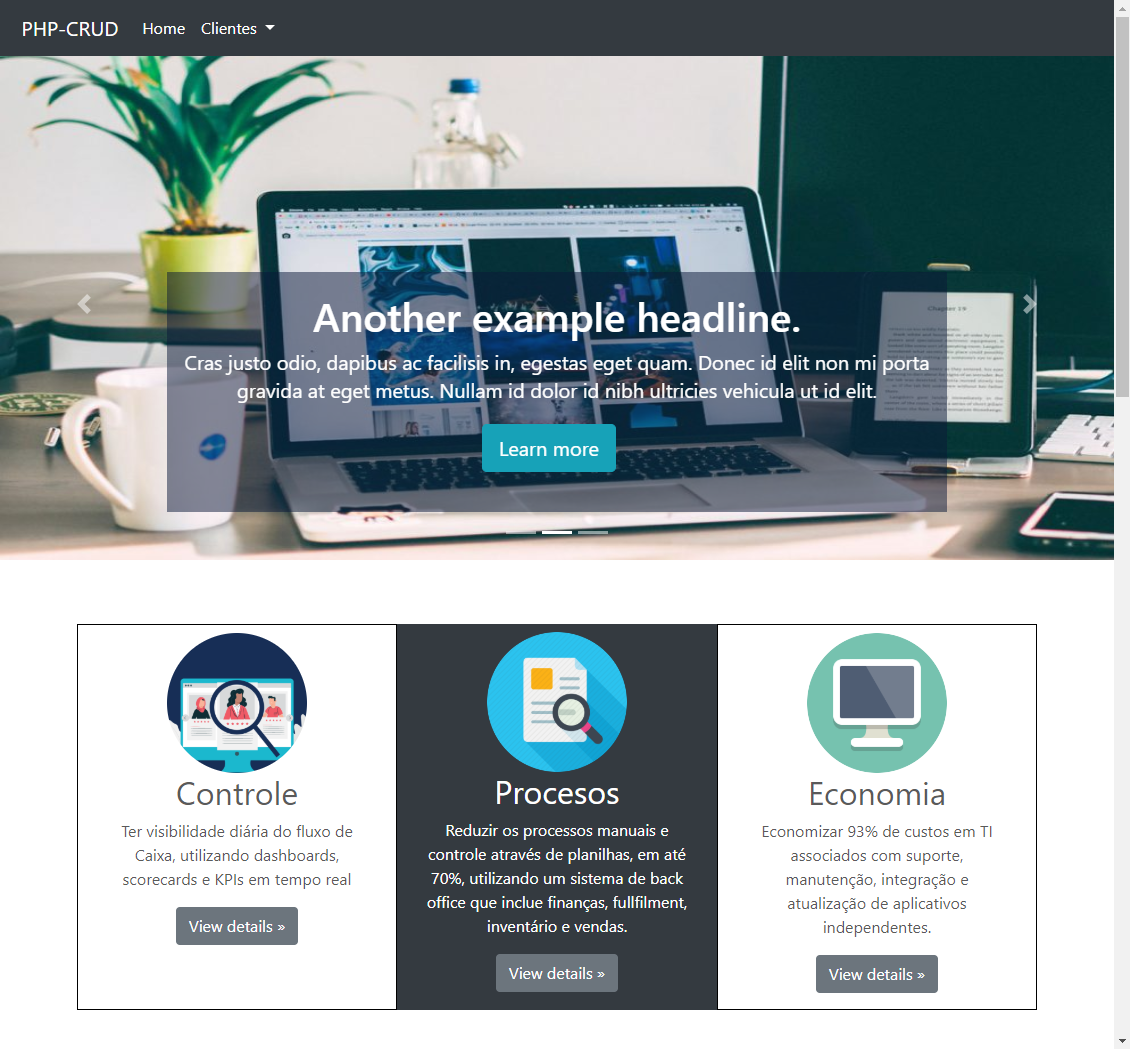 PHP-CRUD Home Clientes
Another example headline.
Cras justo odio, dapibus ac facilisis in, egestas eget quam. Donec id elit non mi porta
gravida at eget metus. Nullam id dolor id nibh ultricies vehicula ut id elit.
Learn more
Chapter 19
Controle
Ter visibilidade diária do fluxo de
Caixa, utilizando dashboards,
scorecards e KPIs em tempo real
View details »
Procesos
Reduzir os processos manuais e
controle através de planilhas, em até
70%, utilizando um sistema de back
office que inclue finanças, fullfilment,
inventário e vendas.
View details »
Economia
Economizar 93% de custos em TI
associados com suporte,
manutenção, integração e
atualização de aplicativos
independentes.
View details »